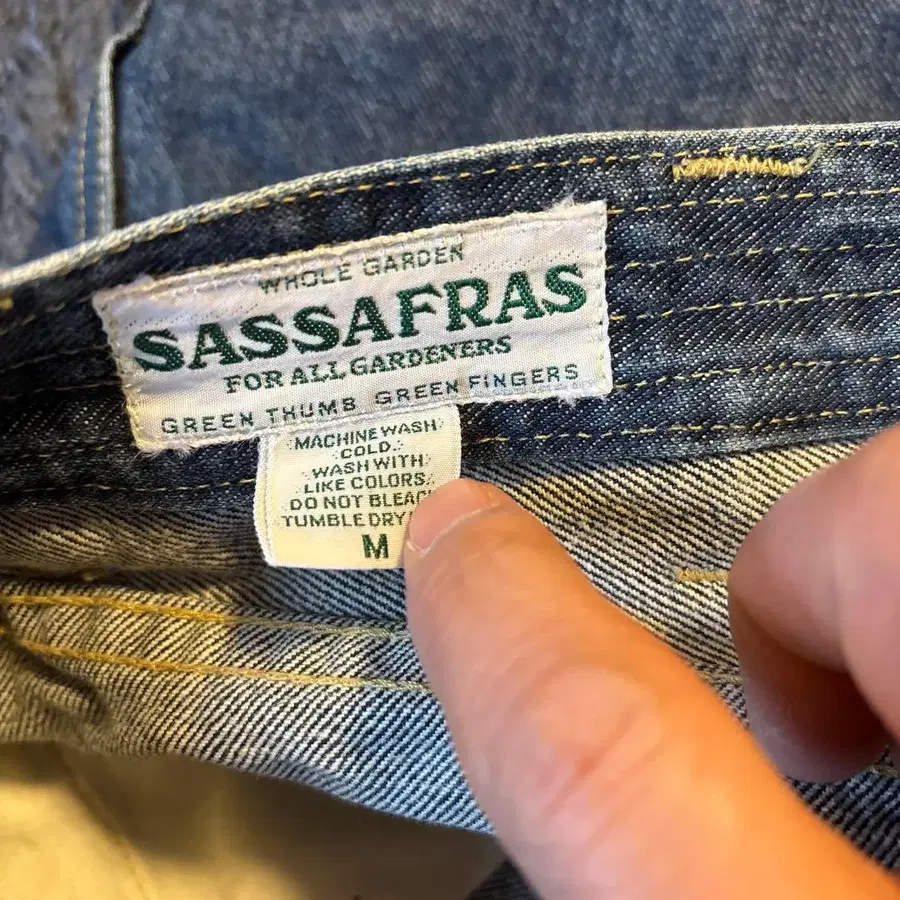 WHOLE GARDEN
SASSAFRAS
FOR ALL GARDENERS
GREEN THUMB GREEN FINGERS
MACHINE WASH
COLD.
WASH WITH
LIKE COLORS.
DO NOT BLEACH
TUMBLE DRY
M